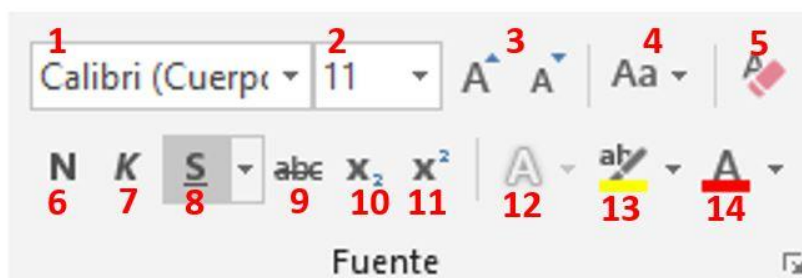 1 2 3 4 5
Calibri (Cuerpo 11 A A Aa A
N K S abc X₂ X² A ab A
6 7 8 9 10 11 12 13 14
Fuente